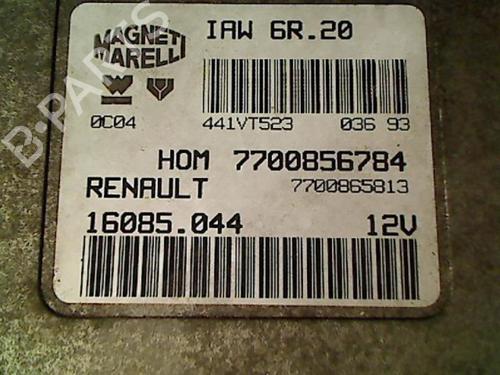 MAGNETI MARELLI
IAW 6R.20
0C04 441VT523 036 93
HOM 7700856784
RENAULT 7700865813
16085.044 12V
B-PARTS